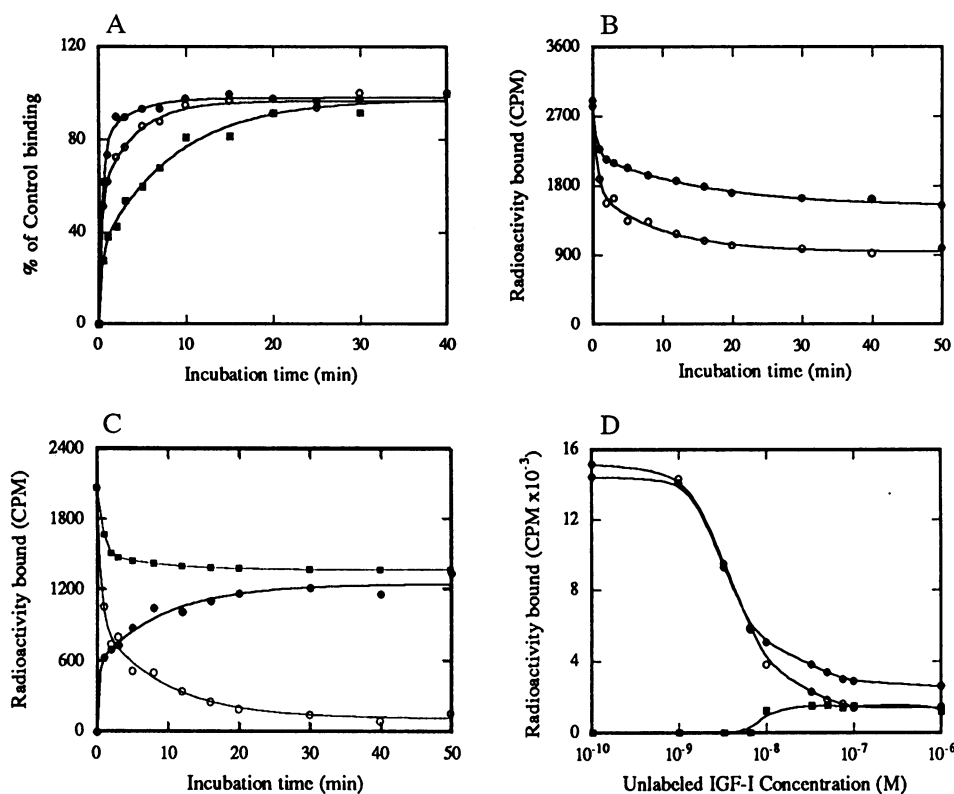 A
% of Control binding
120
80
40
0
0 10 20 30 40
Incubation time (min)
B
Radioactivity bound (CPM)
3600
2700
1800
900
0
0 10 20 30 40 50
Incubation time (min)
C
Radioactivity bound (CPM)
2400
1800
1200
600
0
0 10 20 30 40 50
Incubation time (min)
D
Radioactivity bound (CPM x10⁻³)
16
12
8
4
0
10⁻¹⁰ 10⁻⁹ 10⁻⁸ 10⁻⁷ 10⁻⁶
Unlabeled IGF-I Concentration (M)